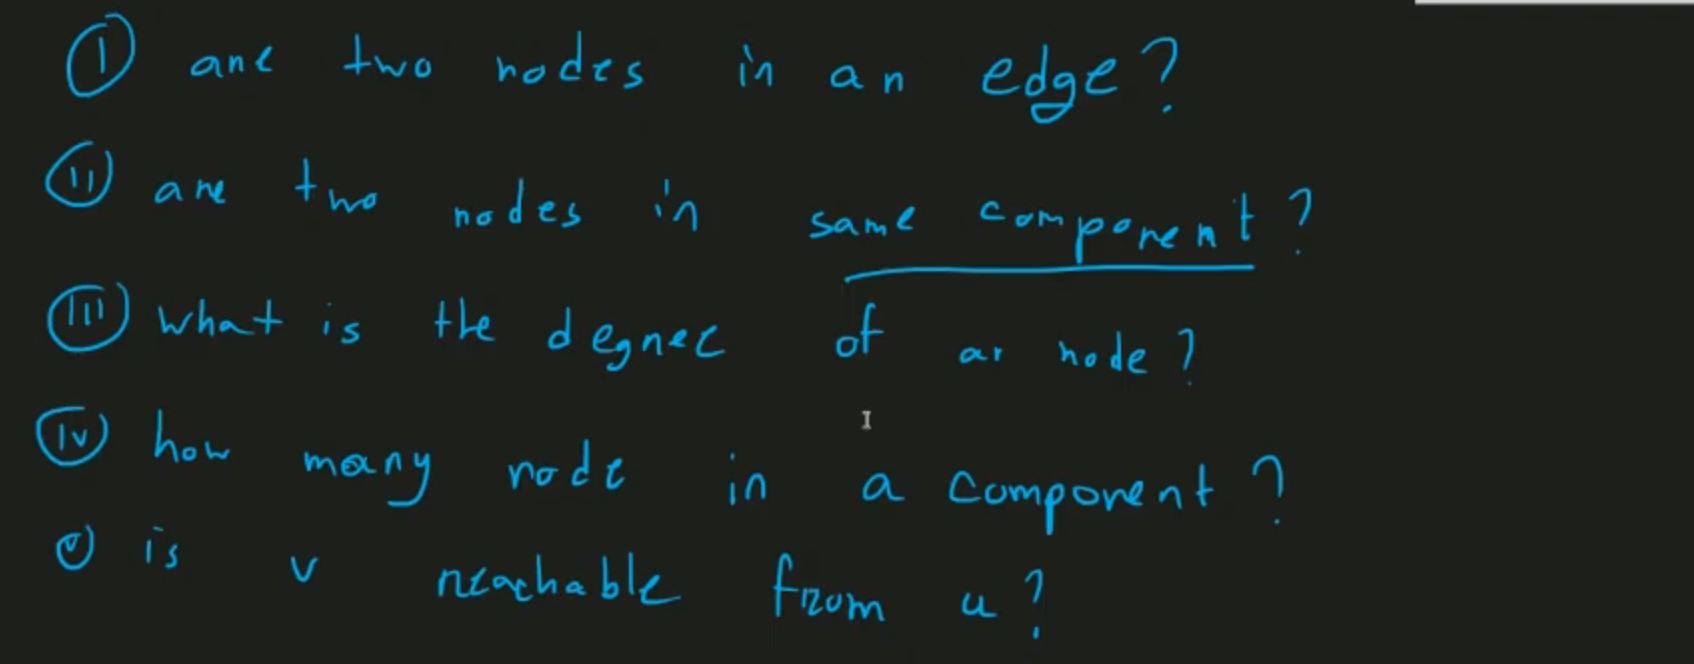 (i) are two nodes in an edge?
(ii) are two nodes in same component?
(iii) what is the degree of an node?
(iv) how many node in a component?
(v) is v reachable from u?